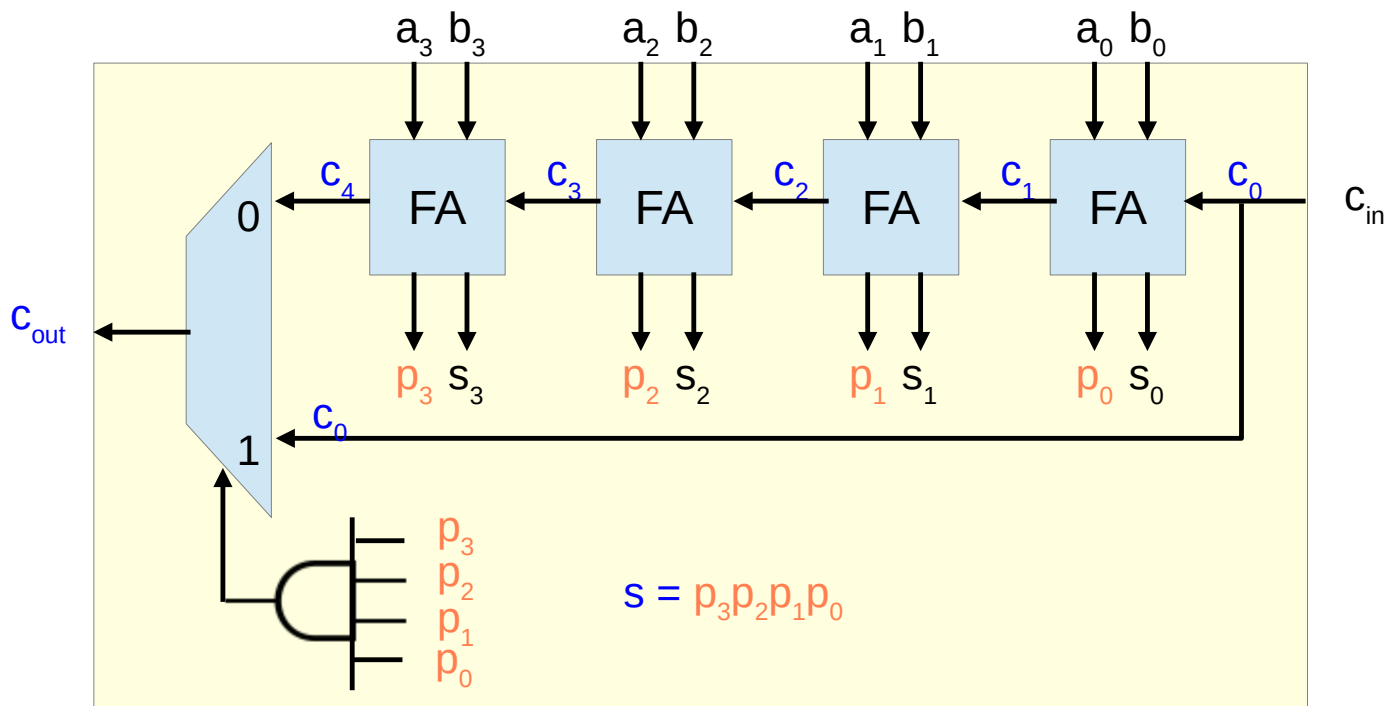 a₃ b₃ a₂ b₂ a₁ b₁ a₀ b₀
c₄ FA c₃ FA c₂ FA c₁ FA c₀ cᵢₙ
0
cₒᵤₜ
p₃ s₃ p₂ s₂ p₁ s₁ p₀ s₀
c₀
1
p₃
p₂
s = p₃p₂p₁p₀
p₁
p₀